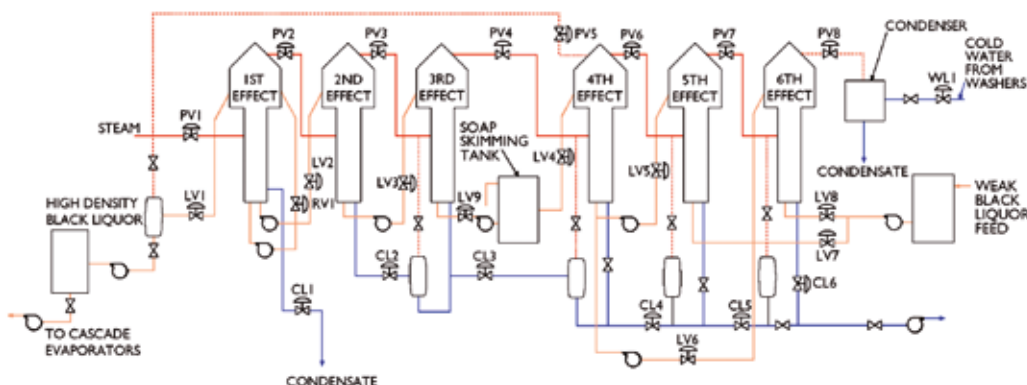 PV2
PV3
PV4
PV5
PV6
PV7
PV8
CONDENSER
COLD
WATER
FROM
WASHERS
WL1
1ST
EFFECT
2ND
EFFECT
3RD
EFFECT
4TH
EFFECT
5TH
EFFECT
6TH
EFFECT
PV1
STEAM
SOAP
SKIMMING
TANK
LV1
LV2
RV1
LV3
LV9
LV4
LV5
CONDENSATE
LV8
LV7
WEAK
BLACK
LIQUOR
FEED
HIGH DENSITY
BLACK LIQUOR
CL1
CL2
CL3
CL4
CL5
CL6
LV6
TO CASCADE
EVAPORATORS
CONDENSATE